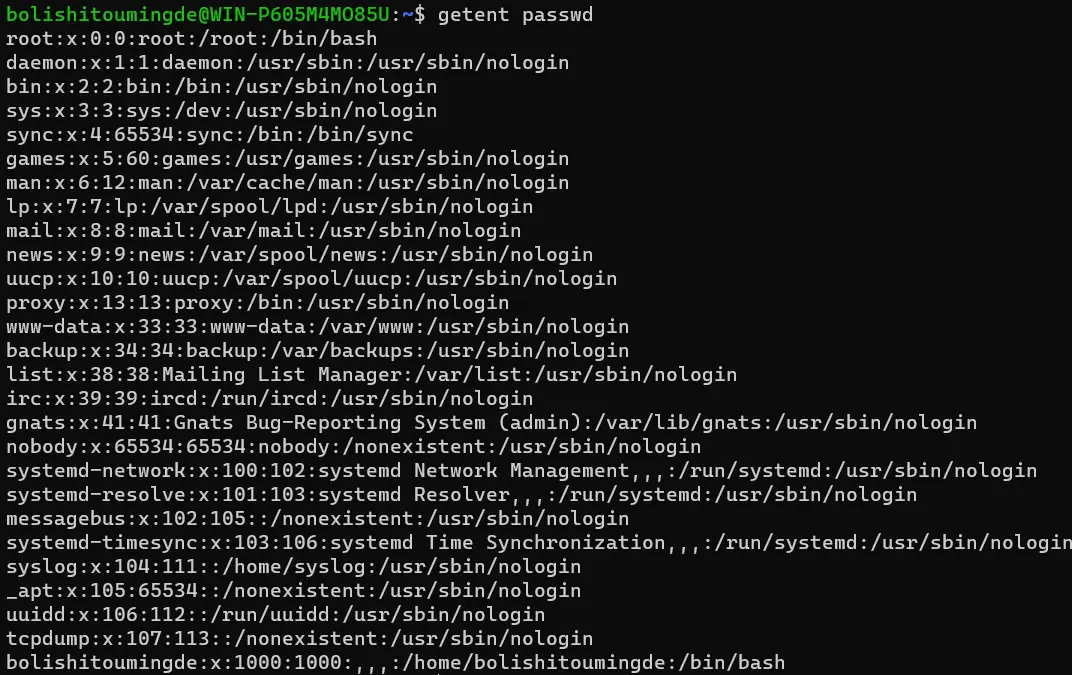 bolishitoumingde@WIN-P605M4MO85U:~$ getent passwd
root:x:0:0:root:/root:/bin/bash
daemon:x:1:1:daemon:/usr/sbin:/usr/sbin/nologin
bin:x:2:2:bin:/bin:/usr/sbin/nologin
sys:x:3:3:sys:/dev:/usr/sbin/nologin
sync:x:4:65534:sync:/bin:/bin/sync
games:x:5:60:games:/usr/games:/usr/sbin/nologin
man:x:6:12:man:/var/cache/man:/usr/sbin/nologin
lp:x:7:7:lp:/var/spool/lpd:/usr/sbin/nologin
mail:x:8:8:mail:/var/mail:/usr/sbin/nologin
news:x:9:9:news:/var/spool/news:/usr/sbin/nologin
uucp:x:10:10:uucp:/var/spool/uucp:/usr/sbin/nologin
proxy:x:13:13:proxy:/bin:/usr/sbin/nologin
www-data:x:33:33:www-data:/var/www:/usr/sbin/nologin
backup:x:34:34:backup:/var/backups:/usr/sbin/nologin
list:x:38:38:Mailing List Manager:/var/list:/usr/sbin/nologin
irc:x:39:39:ircd:/run/ircd:/usr/sbin/nologin
gnats:x:41:41:Gnats Bug-Reporting System (admin):/var/lib/gnats:/usr/sbin/nologin
nobody:x:65534:65534:nobody:/nonexistent:/usr/sbin/nologin
systemd-network:x:100:102:systemd Network Management,,,:/run/systemd:/usr/sbin/nologin
systemd-resolve:x:101:103:systemd Resolver,,,:/run/systemd:/usr/sbin/nologin
messagebus:x:102:105::/nonexistent:/usr/sbin/nologin
systemd-timesync:x:103:106:systemd Time Synchronization,,,:/run/systemd:/usr/sbin/nologin
syslog:x:104:111::/home/syslog:/usr/sbin/nologin
_apt:x:105:65534::/nonexistent:/usr/sbin/nologin
uuidd:x:106:112::/run/uuidd:/usr/sbin/nologin
tcpdump:x:107:113::/nonexistent:/usr/sbin/nologin
bolishitoumingde:x:1000:1000:,,,:/home/bolishitoumingde:/bin/bash